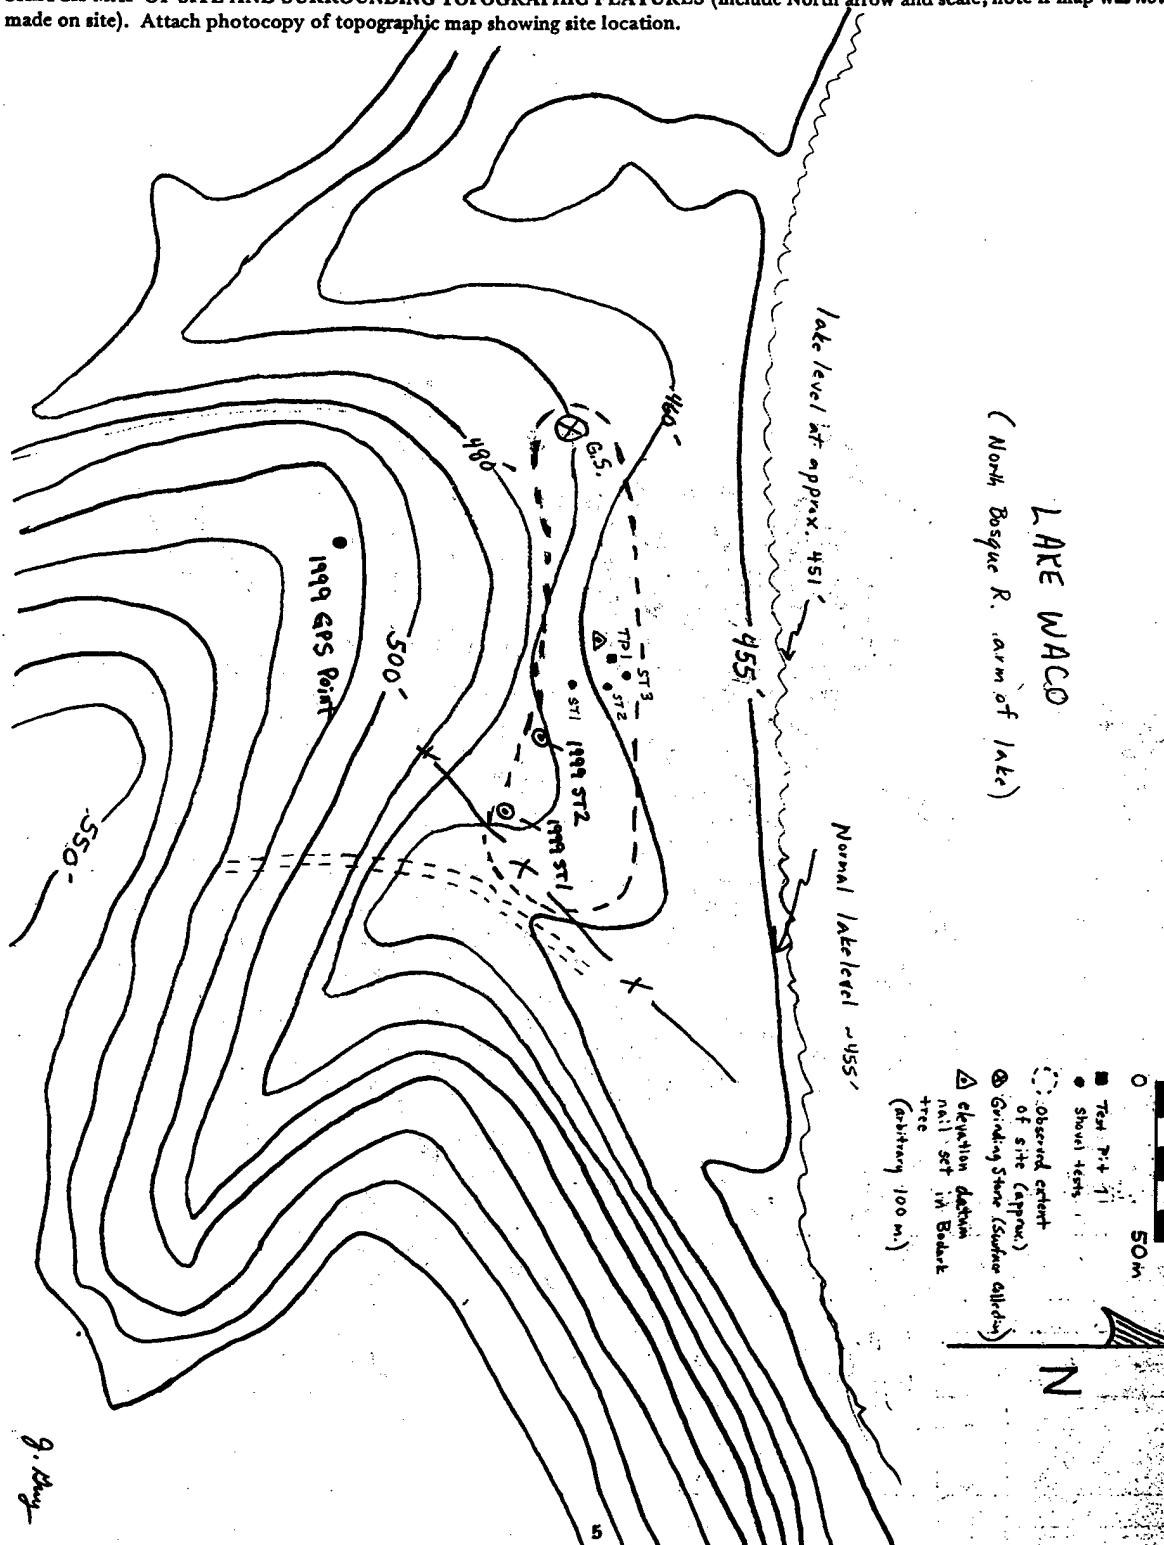 made on site). Attach photocopy of topographic map showing site location.
LAKE WACO
(North Bosque R. arm of lake)
lake level at approx. 451'
Normal lake level ~455'
455'
460'
480'
500'
550'
G.S.
TP1
ST3
ST2
ST1
1999 ST2
1999 ST1
1999 GPS Point
0
50m
Test Pit 1
shovel tests
observed extent
of site (approx.)
Grinding Stone (Surface Collection)
elevation datum
nail set in Bodark
tree
(arbitrary 100 m.)
N
5